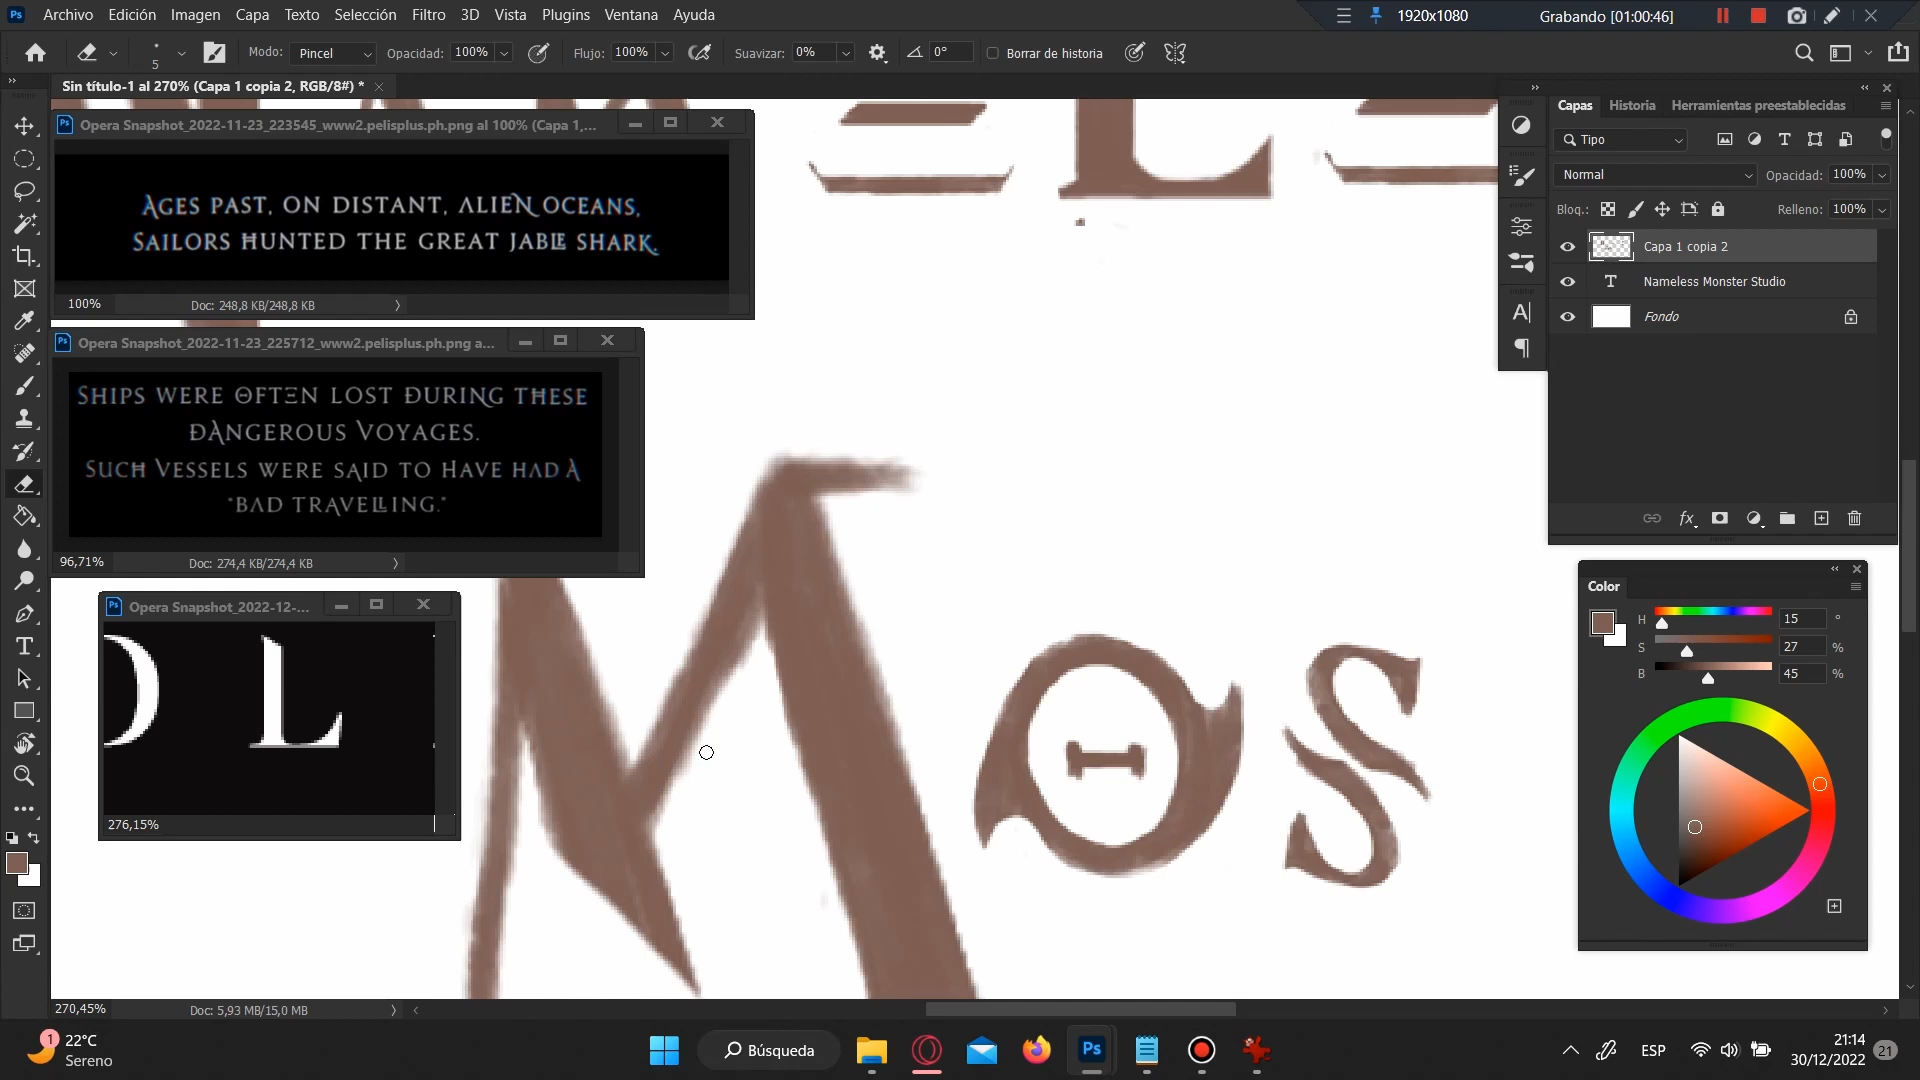 Archivo Edición Imagen Capa Texto Selección Filtro 3D Vista Plugins Ventana Ayuda
1920x1080 Grabando [01:00:46]
5 Modo: Pincel Opacidad: 100% Flujo: 100% Suavizar: 0% 0° Borrar de historia
Sin título-1 al 270% (Capa 1 copia 2, RGB/8#) *
Opera Snapshot_2022-11-23_223545_www2.pelisplus.ph.png al 100% (Capa 1,...
AGES PAST, ON DISTANT, ALIEN OCEANS,
SAILORS HUNTED THE GREAT JABLE SHARK.
100% Doc: 248,8 KB/248,8 KB
Opera Snapshot_2022-11-23_225712_www2.pelisplus.ph.png a...
SHIPS WERE OFTEN LOST DURING THESE
DANGEROUS VOYAGES.
SUCH VESSELS WERE SAID TO HAVE HAD A
"BAD TRAVELLING."
96,71% Doc: 274,4 KB/274,4 KB
Opera Snapshot_2022-12-...
L
276,15%
L
Mos
Capas Historia Herramientas preestablecidas
Tipo
Normal Opacidad: 100%
Bloq.: Relleno: 100%
Capa 1 copia 2
Nameless Monster Studio
Fondo
Color
H 15 °
S 27 %
B 45 %
270,45% Doc: 5,93 MB/15,0 MB
1 22°C
Sereno
Búsqueda
ESP
21:14
30/12/2022
21